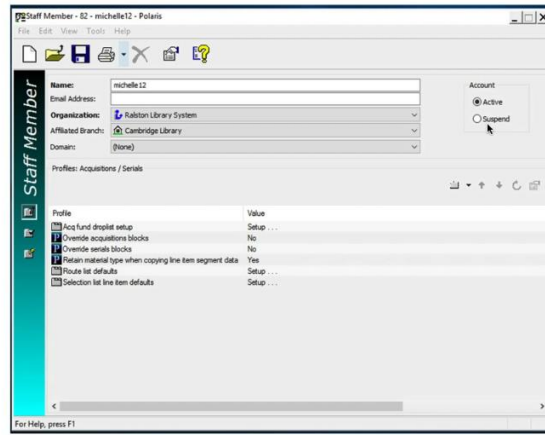 Staff Member - 82 - michelle12 - Polaris
File Edit View Tools Help
Staff Member
Name: michelle12
Email Address:
Organization: Ralston Library System
Affiliated Branch: Cambridge Library
Domain: (None)
Account
Active
Suspend
Profiles: Acquisitions / Serials
Profile Value
Acq fund droplist setup Setup . . .
Override acquisitions blocks No
Override serials blocks No
Retain material type when copying line item segment data Yes
Route list defaults Setup . . .
Selection list line item defaults Setup . . .
For Help, press F1